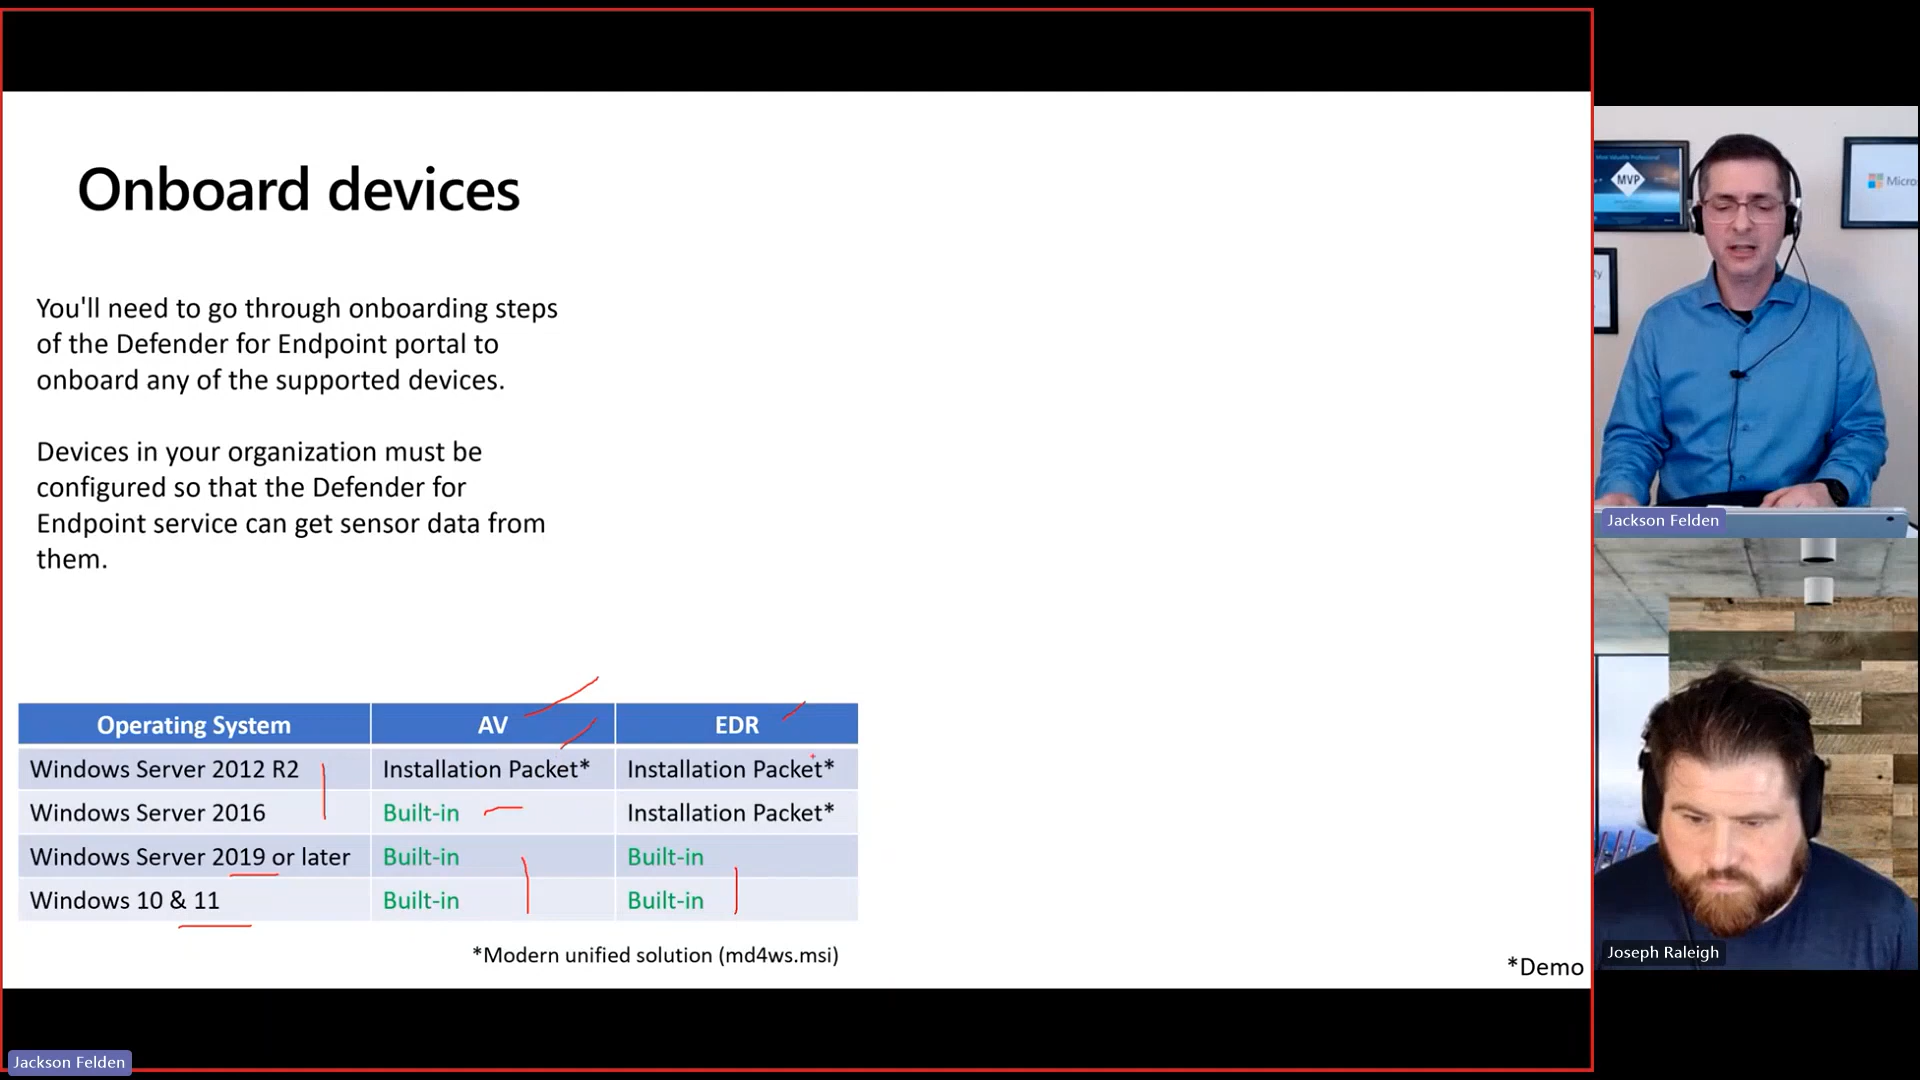 Onboard devices
You'll need to go through onboarding steps
of the Defender for Endpoint portal to
onboard any of the supported devices.
Devices in your organization must be
configured so that the Defender for
Endpoint service can get sensor data from
them.
Operating System AV EDR
Windows Server 2012 R2 Installation Packet* Installation Packet*
Windows Server 2016 Built-in Installation Packet*
Windows Server 2019 or later Built-in Built-in
Windows 10 & 11 Built-in Built-in
*Modern unified solution (md4ws.msi)
*Demo
Most Valuable Professional
MVP
Micro
Jackson Felden
Joseph Raleigh
Jackson Felden